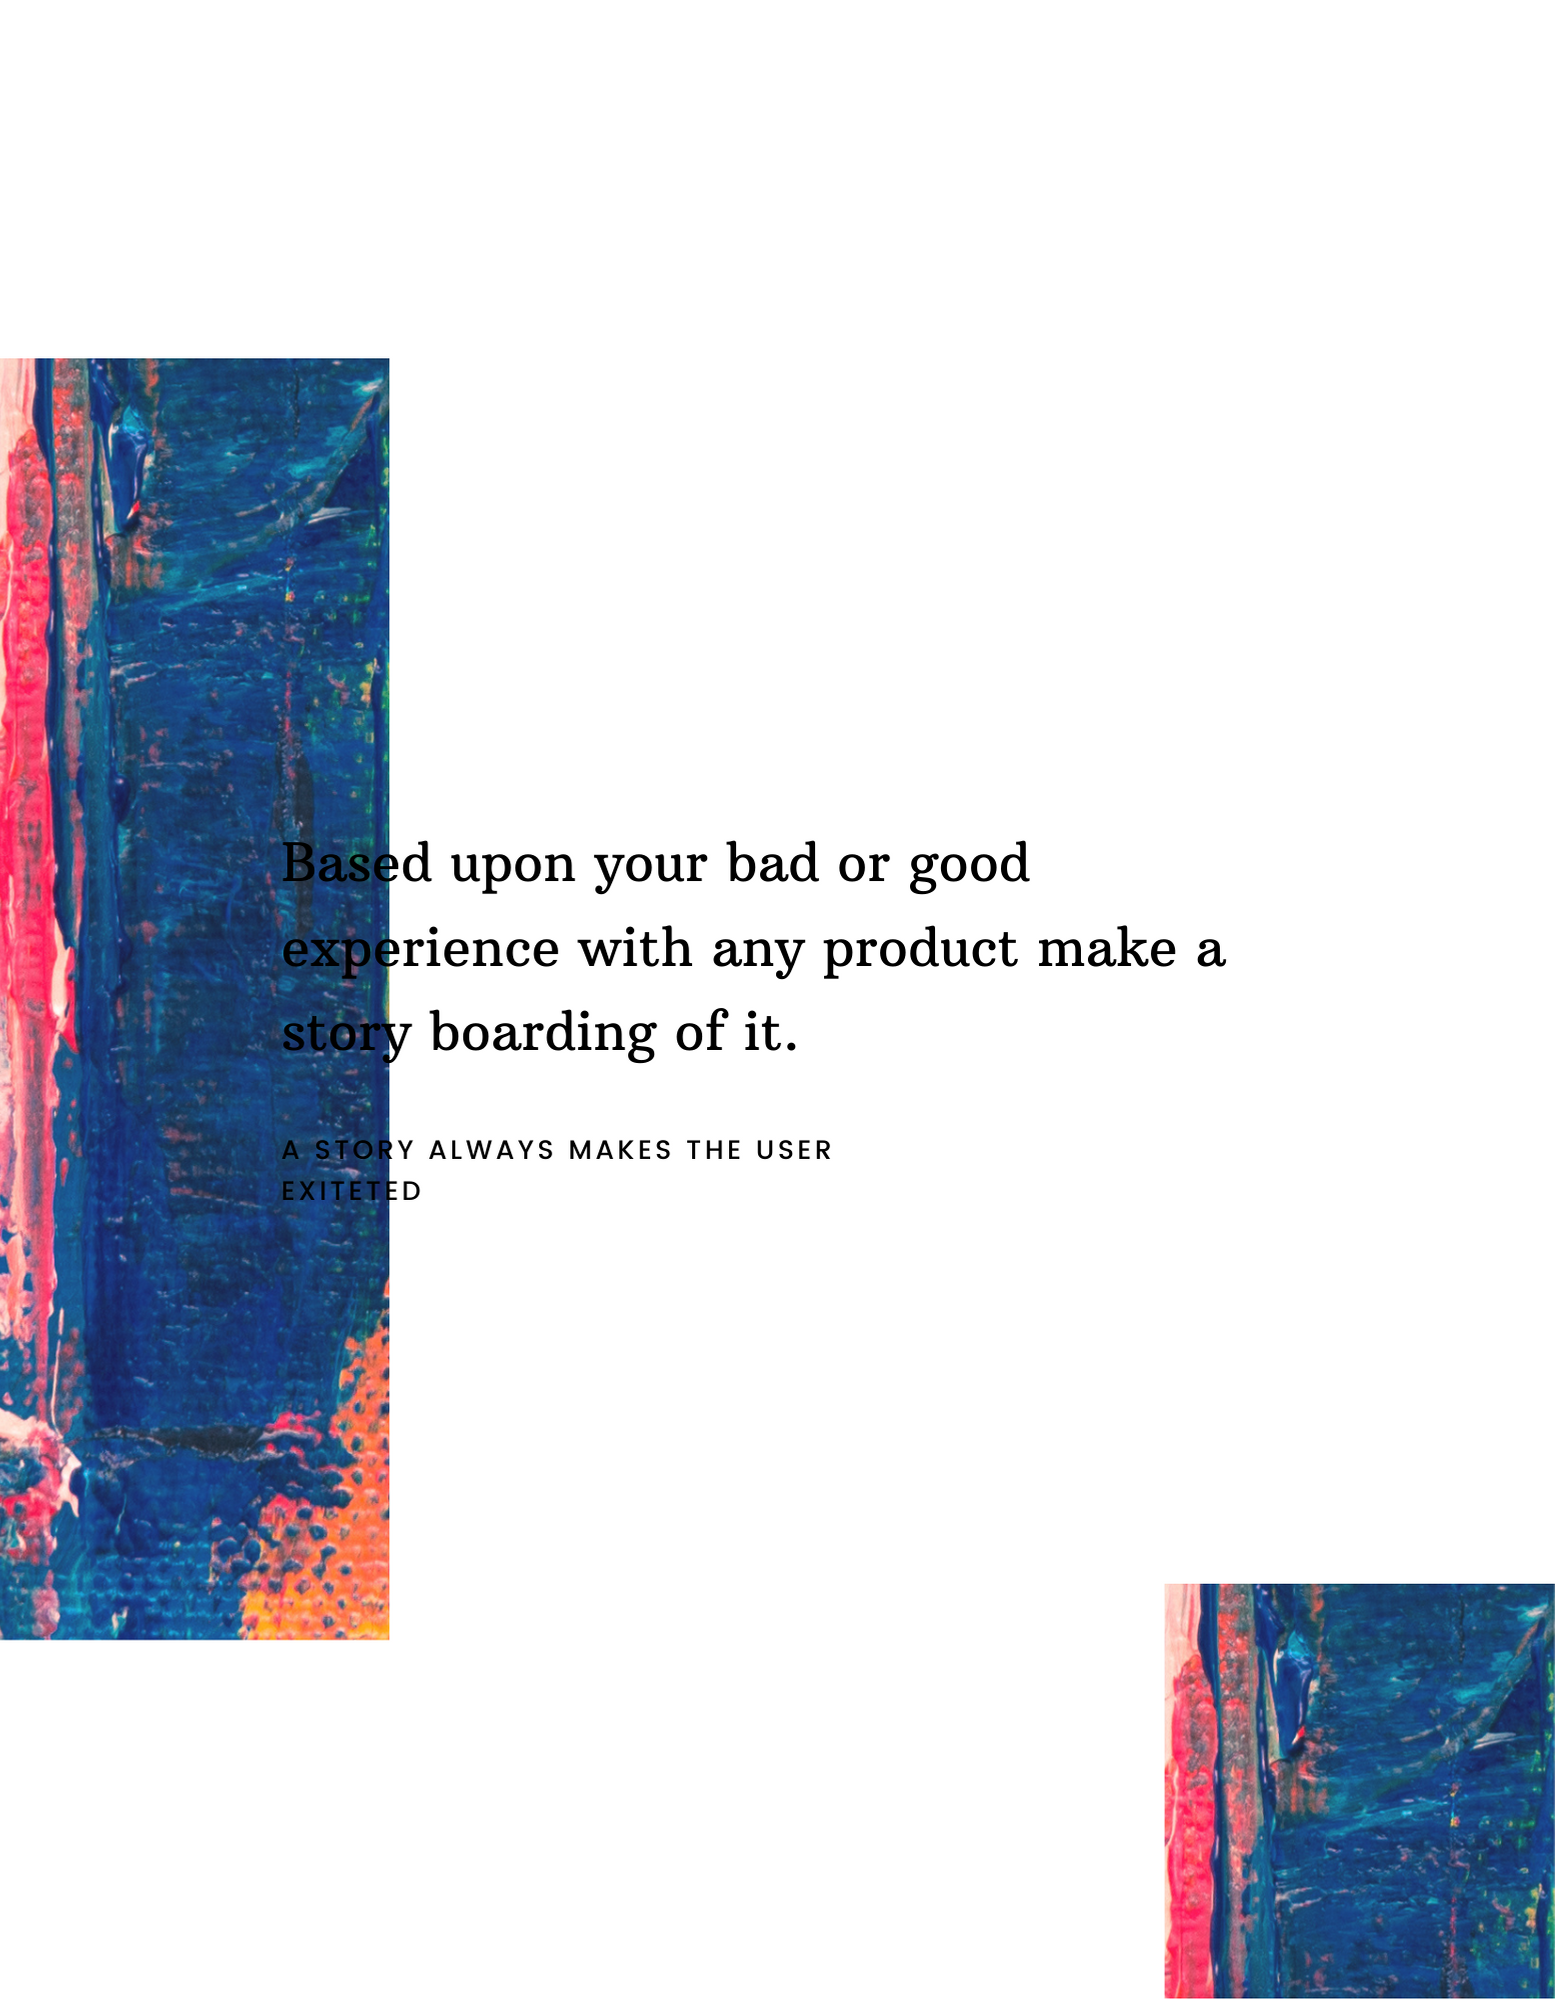 Based upon your bad or good
experience with any product make a
story boarding of it.
A STORY ALWAYS MAKES THE USER
EXITETED